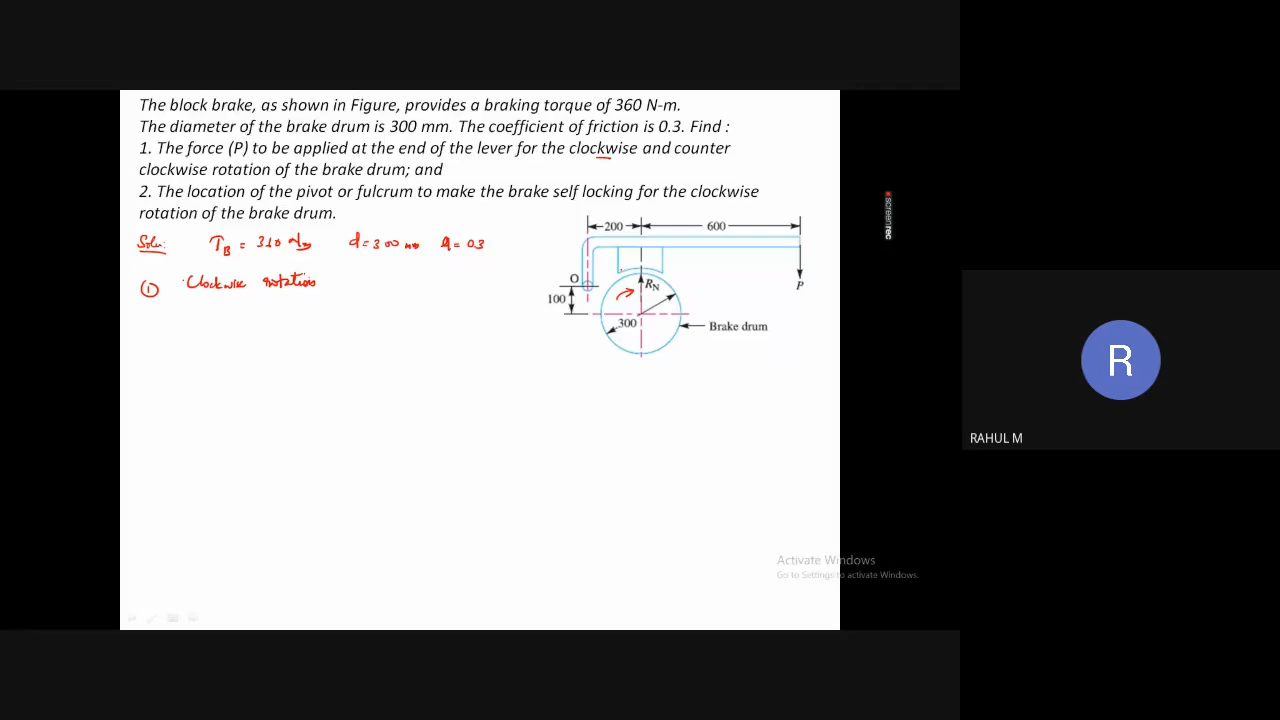 The block brake, as shown in Figure, provides a braking torque of 360 N-m.
The diameter of the brake drum is 300 mm. The coefficient of friction is 0.3. Find :
1. The force (P) to be applied at the end of the lever for the clockwise and counter
clockwise rotation of the brake drum; and
2. The location of the pivot or fulcrum to make the brake self locking for the clockwise
rotation of the brake drum.
200
600
Soln:
d = 300 mm
= 0.3
① Clockwise rotation
O
RN
P
100
300
Brake drum
screenrec
R
RAHUL M
Activate Windows
Go to Settings to activate Windows.